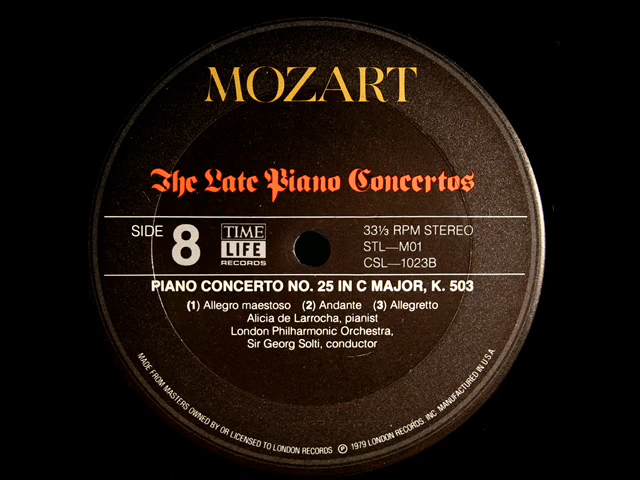 MOZART
The Late Piano Concertos
SIDE 8
TIME
LIFE
RECORDS
33⅓ RPM STEREO
STL—M01
CSL—1023B
PIANO CONCERTO NO. 25 IN C MAJOR, K. 503
(1) Allegro maestoso (2) Andante (3) Allegretto
Alicia de Larrocha, pianist
London Philharmonic Orchestra,
Sir Georg Solti, conductor
MADE FROM MASTERS OWNED BY OR LICENSED TO LONDON RECORDS ℗ 1979 LONDON RECORDS, INC. MANUFACTURED IN U.S.A.